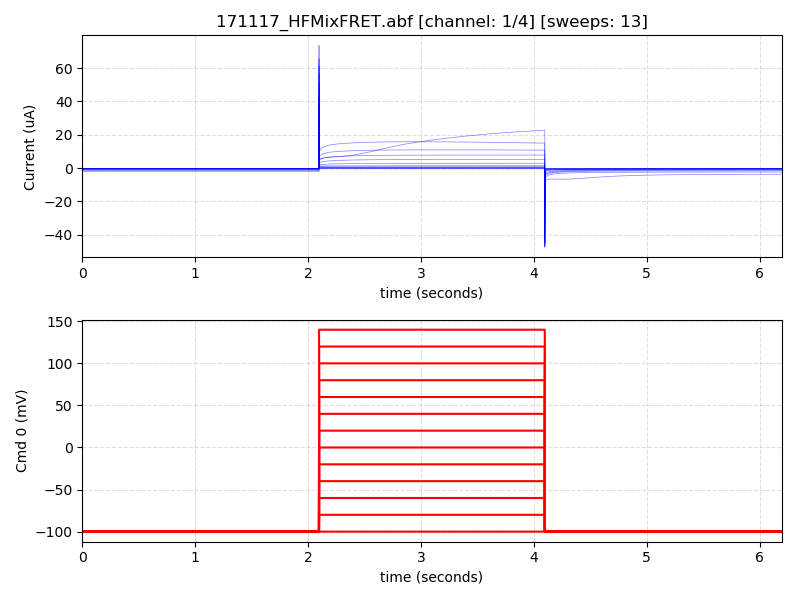 171117_HFMixFRET.abf [channel: 1/4] [sweeps: 13]
Current (uA)
60
40
20
0
−20
−40
0 1 2 3 4 5 6
time (seconds)
Cmd 0 (mV)
150
100
50
0
−50
−100
0 1 2 3 4 5 6
time (seconds)